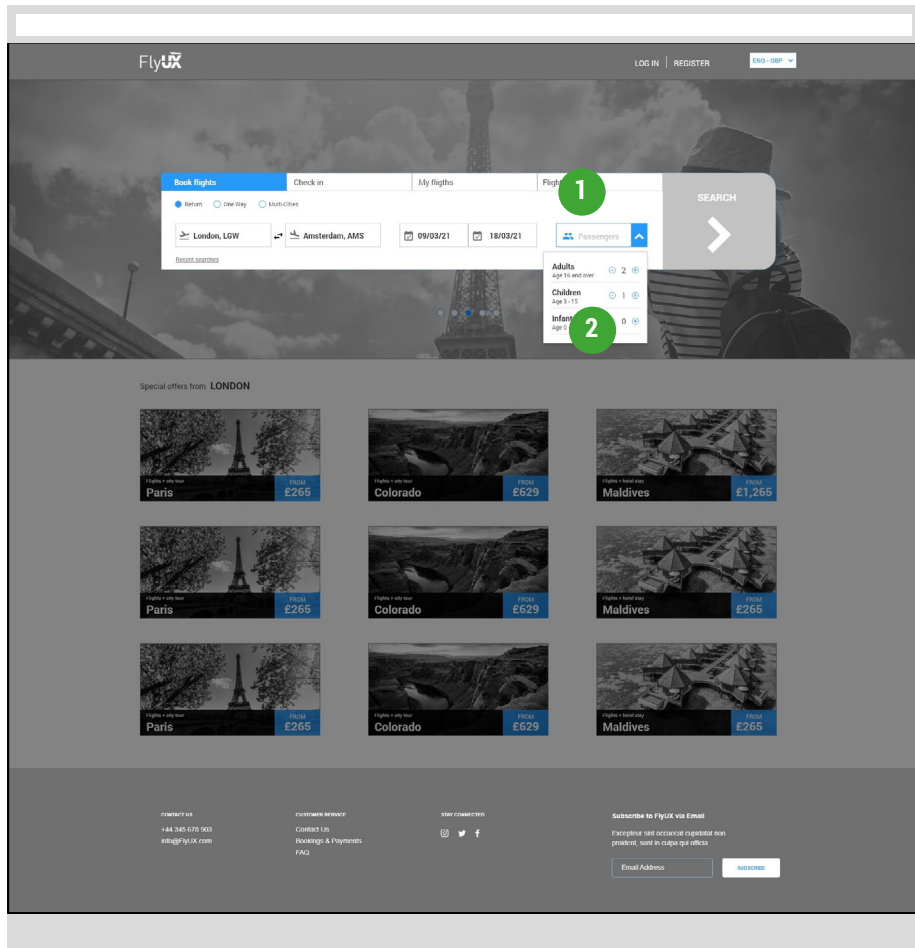 FlyUX
LOG IN | REGISTER
ENG - GBP
Book flights
Check in
My fligths
Fligh
1
SEARCH
Return
One Way
Multi-Cities
London, LGW
Amsterdam, AMS
09/03/21
18/03/21
Passengers
Recent searches
Adults
Age 16 and over
2
Children
Age 3 - 15
1
Infant
Age 0
0
2
Special offers from LONDON
Flights + city tour
Paris
FROM
£265
Flights + city tour
Colorado
FROM
£629
Flights + hotel stay
Maldives
FROM
£1,265
Flights + city tour
Paris
FROM
£265
Flights + city tour
Colorado
FROM
£629
Flights + hotel stay
Maldives
FROM
£265
Flights + city tour
Paris
FROM
£265
Flights + city tour
Colorado
FROM
£629
Flights + hotel stay
Maldives
FROM
£265
CONTACT US
+44 345 678 903
info@FlyUX.com
CUSTOMER SERVICE
Contact Us
Bookings & Payments
FAQ
STAY CONNECTED
Subscribe to FlyUX via Email
Excepteur sint occaecat cupidatat non
proident, sunt in culpa qui officia
Email Address
SUBSCRIBE